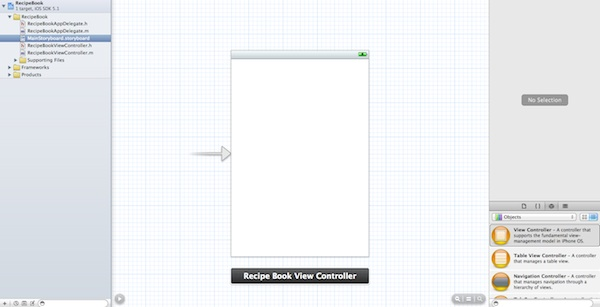 RecipeBook
1 target, iOS SDK 5.1
RecipeBook
RecipeBookAppDelegate.h
RecipeBookAppDelegate.m
MainStoryboard.storyboard
RecipeBookViewController.h
RecipeBookViewController.m
Supporting Files
Frameworks
Products
Recipe Book View Controller
No Selection
Objects
View Controller - A controller that
supports the fundamental view-
management model in iPhone OS.
Table View Controller - A controller
that manages a table view.
Navigation Controller - A
controller that manages navigation through a
hierarchy of views.